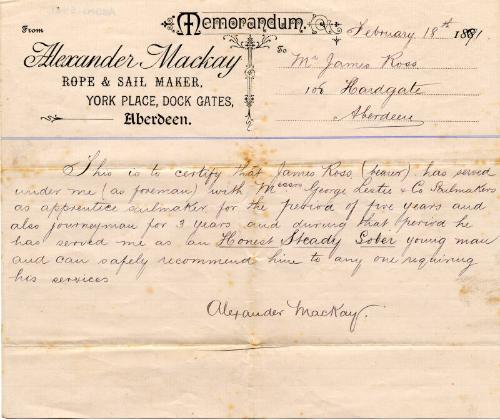 Memorandum.
From
Alexander Mackay
ROPE & SAIL MAKER,
YORK PLACE, DOCK GATES,
Aberdeen.
February 18th 1891
To
Mr James Ross
106 Hardgate
Aberdeen
This is to certify that James Ross (bearer) has served
under me (as foreman) with Messrs George Leslie & Co Sailmakers
as apprentice sailmaker for the period of five years and
also journeyman for 3 years and during that period he
has served me as an Honest Steady Sober young man
and can safely recommend him to any one requiring
his services
Alexander Mackay.